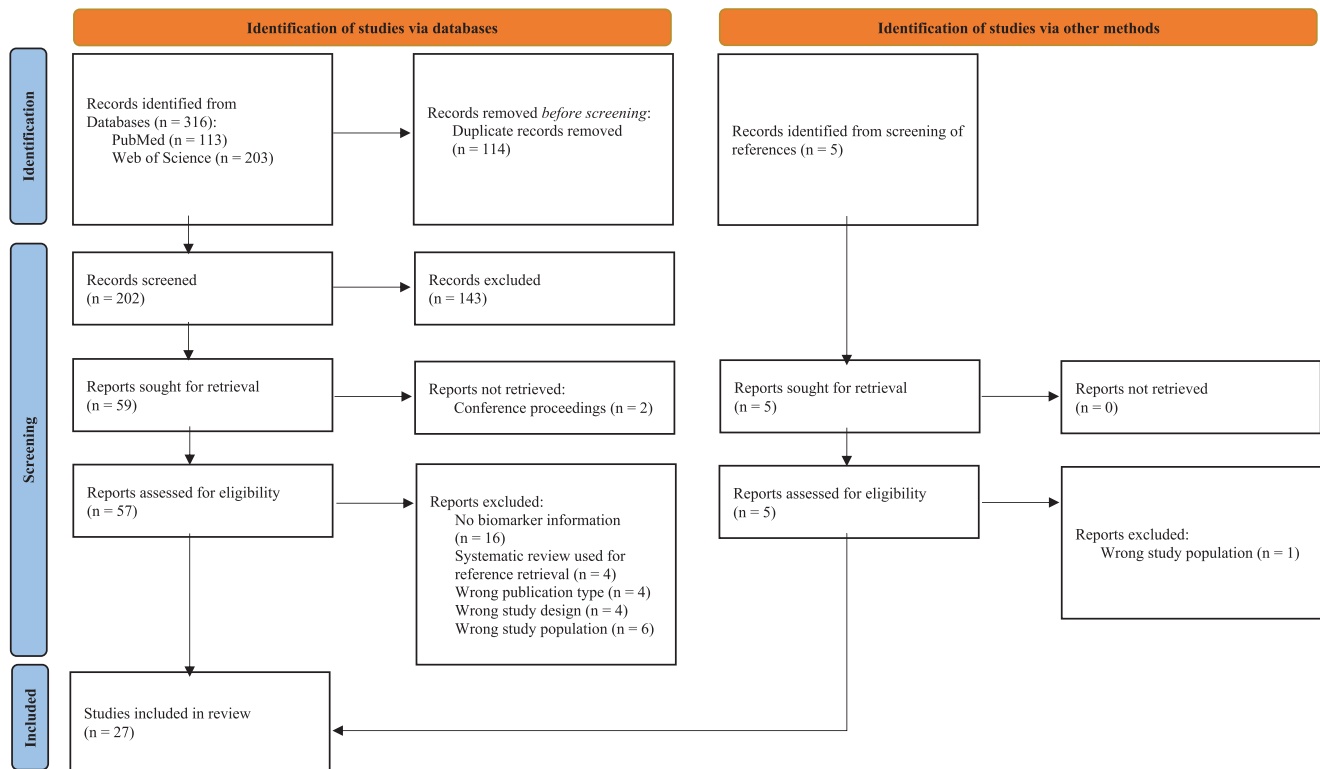 Identification of studies via databases
Identification of studies via other methods
Identification
Records identified from
Databases (n = 316):
PubMed (n = 113)
Web of Science (n = 203)
Records removed before screening:
Duplicate records removed
(n = 114)
Records identified from screening of
references (n = 5)
Screening
Records screened
(n = 202)
Records excluded
(n = 143)
Reports sought for retrieval
(n = 59)
Reports not retrieved:
Conference proceedings (n = 2)
Reports sought for retrieval
(n = 5)
Reports not retrieved
(n = 0)
Reports assessed for eligibility
(n = 57)
Reports excluded:
No biomarker information
(n = 16)
Systematic review used for
reference retrieval (n = 4)
Wrong publication type (n = 4)
Wrong study design (n = 4)
Wrong study population (n = 6)
Reports assessed for eligibility
(n = 5)
Reports excluded:
Wrong study population (n = 1)
Included
Studies included in review
(n = 27)